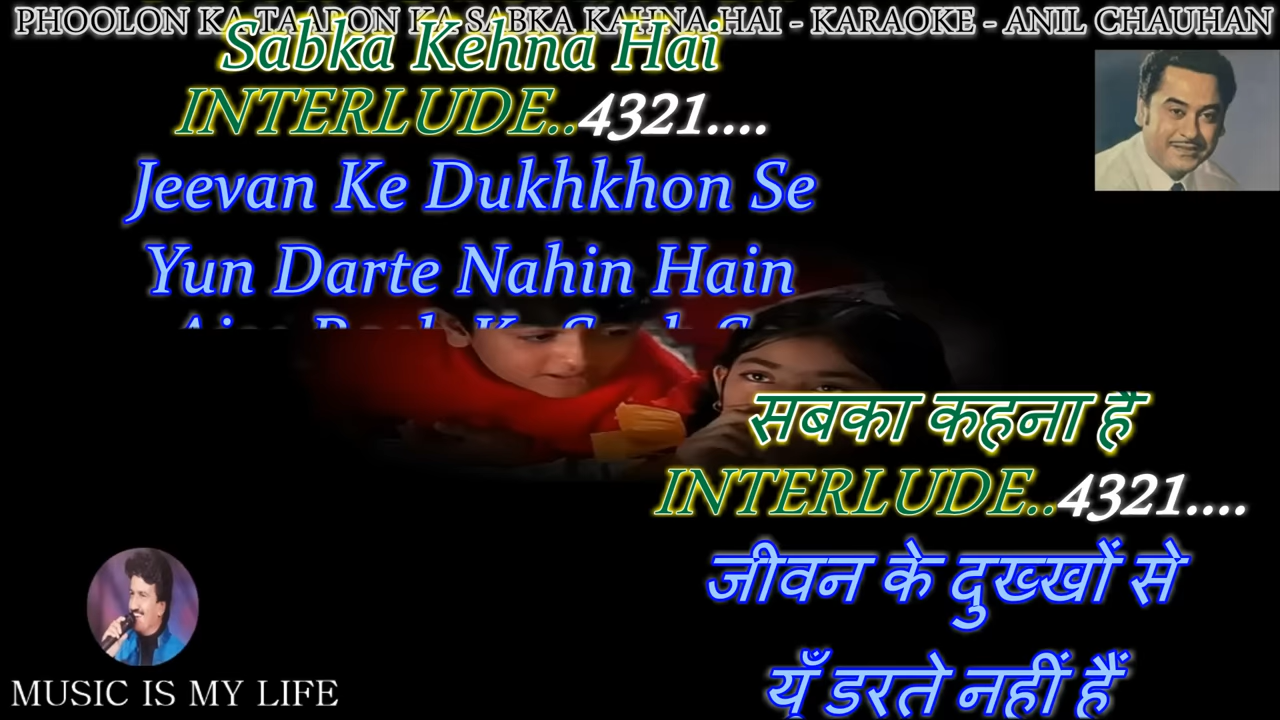 PHOOLON KA TAARON KA SABKA KAHNA HAI - KARAOKE - ANIL CHAUHAN
Sabka Kehna Hai
INTERLUDE..4321....
Jeevan Ke Dukhkhon Se
Yun Darte Nahin Hain
सबका कहना है
INTERLUDE..4321....
जीवन के दुख्खों से
यूँ डरते नहीं हैं
MUSIC IS MY LIFE